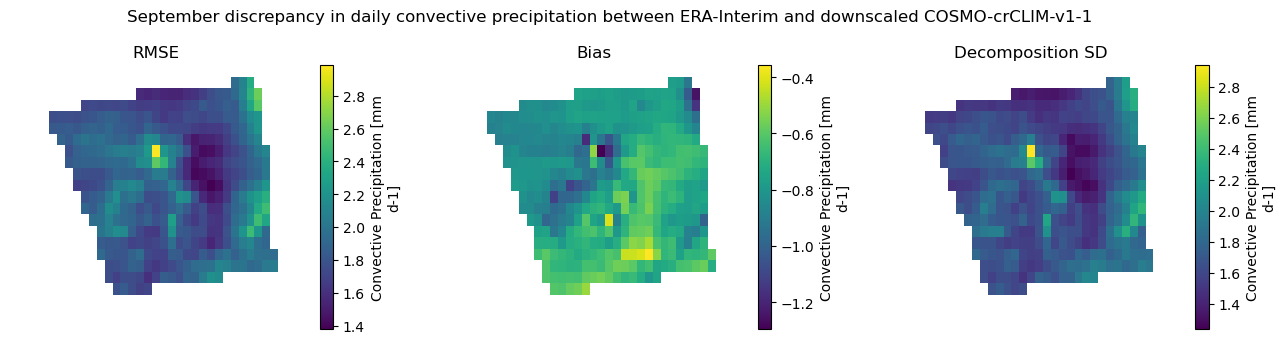 September discrepancy in daily convective precipitation between ERA-Interim and downscaled COSMO-crCLIM-v1-1
RMSE
2.8
2.6
2.4
2.2
2.0
1.8
1.6
1.4
Convective Precipitation [mm
d-1]
Bias
−0.4
−0.6
−0.8
−1.0
−1.2
Convective Precipitation [mm
d-1]
Decomposition SD
2.8
2.6
2.4
2.2
2.0
1.8
1.6
1.4
Convective Precipitation [mm
d-1]